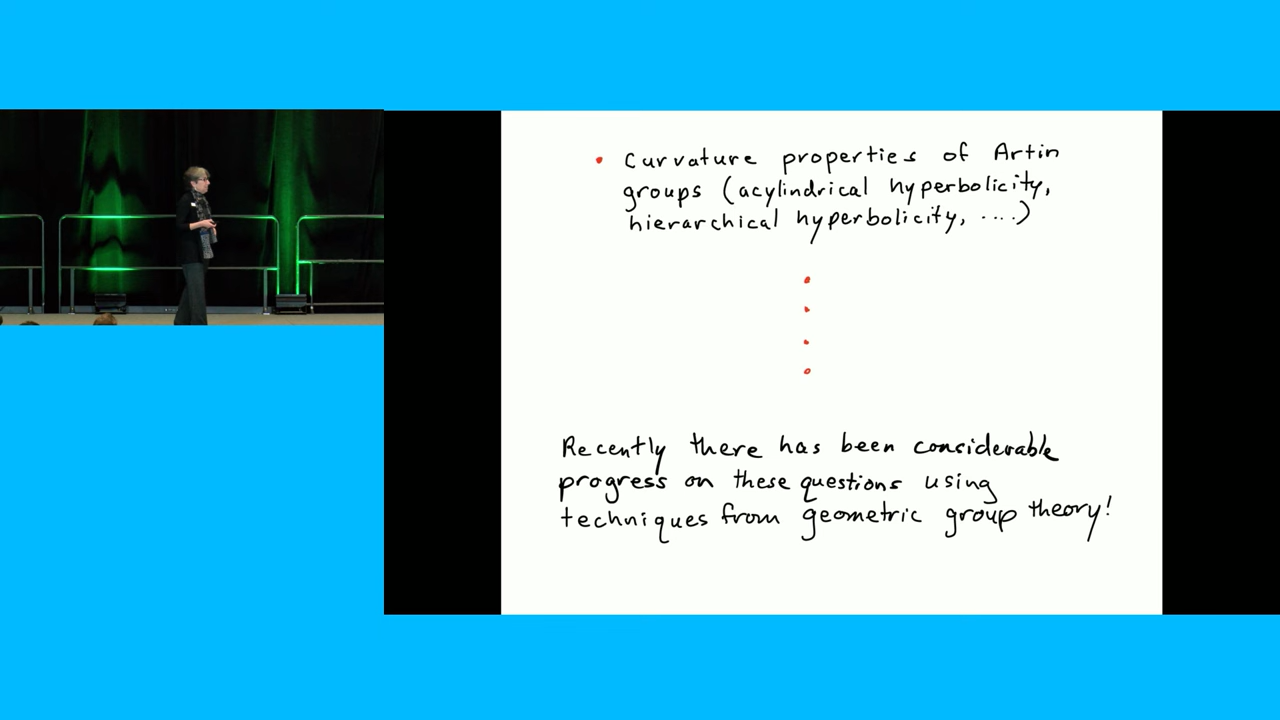 • Curvature properties of Artin
groups (acylindrical hyperbolicity,
hierarchical hyperbolicity, ....)
Recently there has been considerable
progress on these questions using
techniques from geometric group theory!